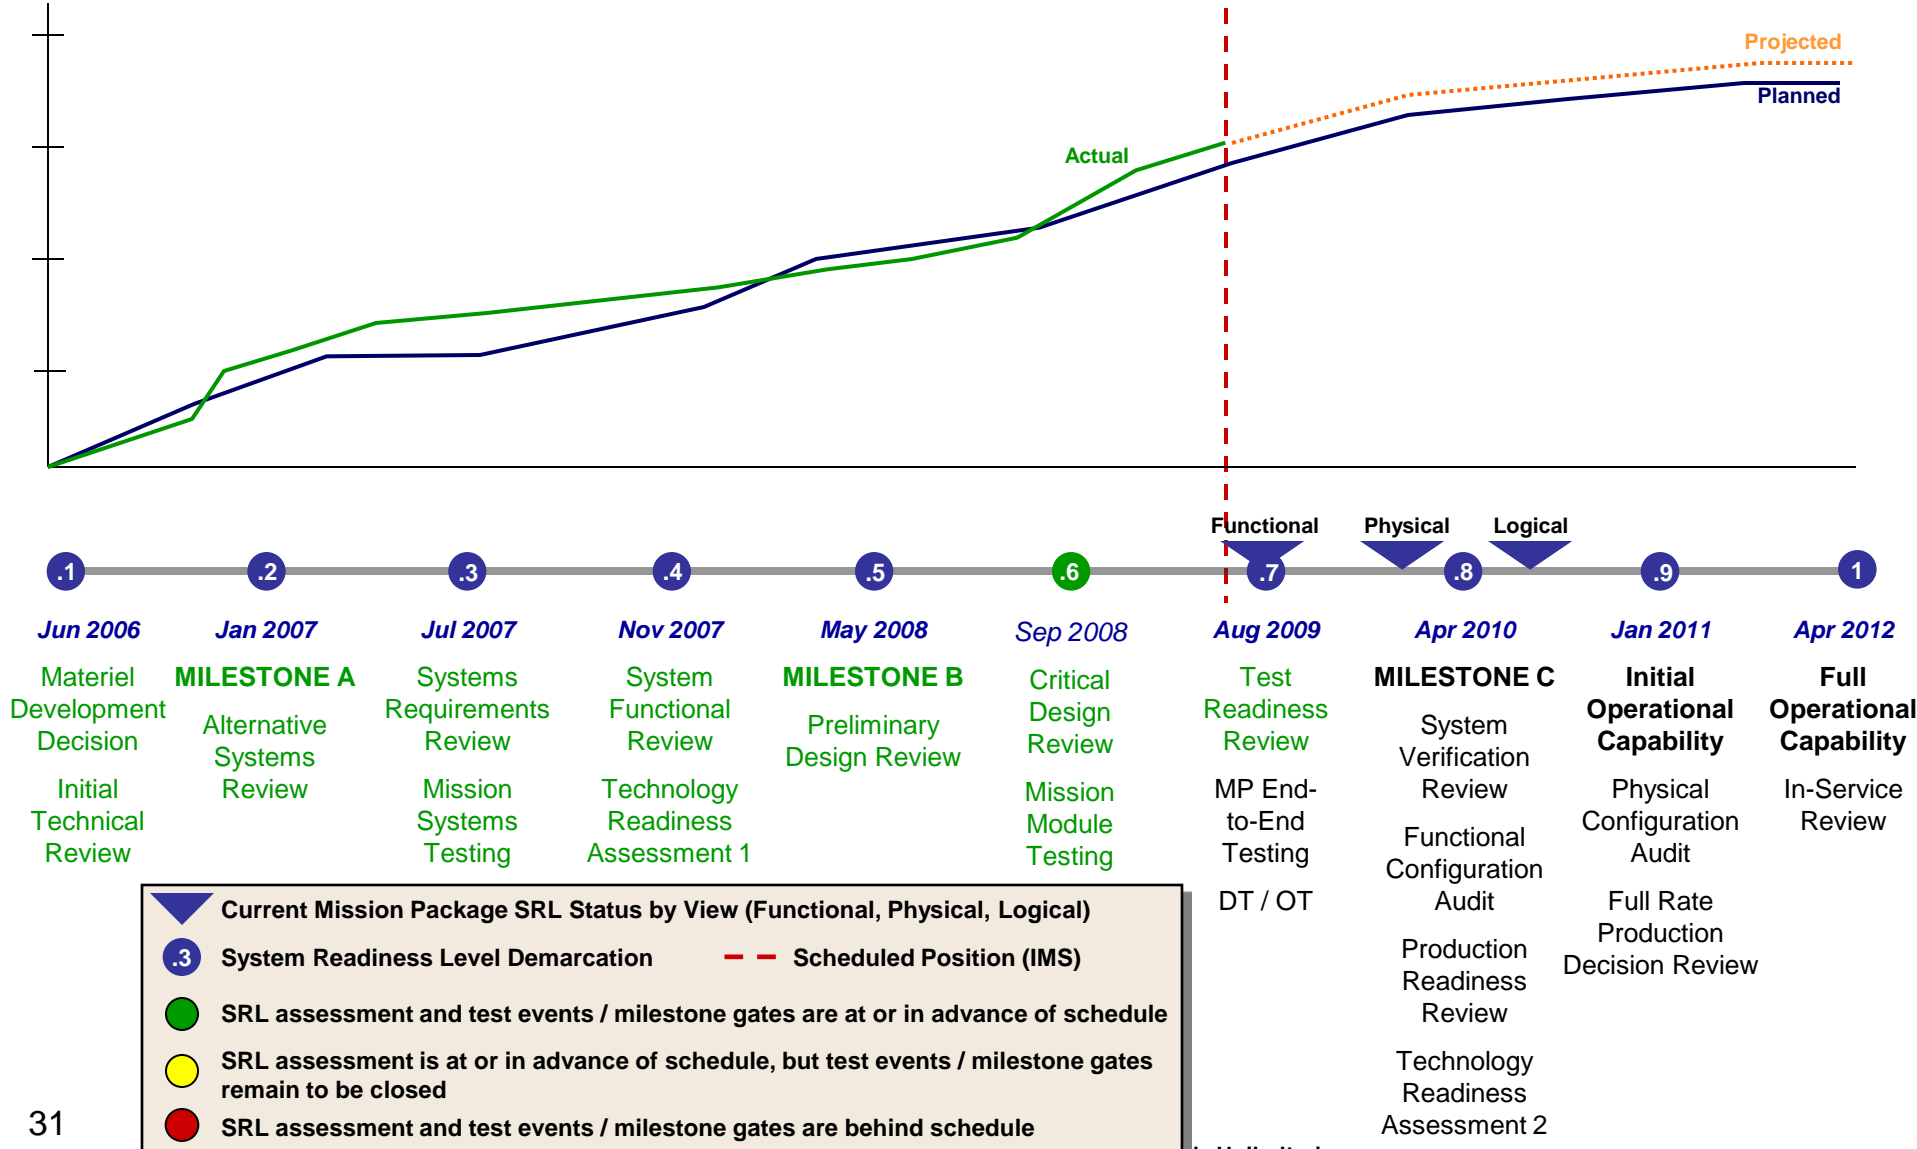 Projected
Planned
Actual
Functional
Physical
Logical
.1
.2
.3
.4
.5
.6
.7
.8
.9
1
Jun 2006
Jan 2007
Jul 2007
Nov 2007
May 2008
Sep 2008
Aug 2009
Apr 2010
Jan 2011
Apr 2012
Materiel
Development
Decision
Initial
Technical
Review
MILESTONE A
Alternative
Systems
Review
Systems
Requirements
Review
Mission
Systems
Testing
System
Functional
Review
Technology
Readiness
Assessment 1
MILESTONE B
Preliminary
Design Review
Critical
Design
Review
Mission
Module
Testing
Test
Readiness
Review
MP End-
to-End
Testing
DT / OT
MILESTONE C
System
Verification
Review
Functional
Configuration
Audit
Production
Readiness
Review
Technology
Readiness
Assessment 2
Initial
Operational
Capability
Physical
Configuration
Audit
Full Rate
Production
Decision Review
Full
Operational
Capability
In-Service
Review
Current Mission Package SRL Status by View (Functional, Physical, Logical)
.3 System Readiness Level Demarcation
Scheduled Position (IMS)
SRL assessment and test events / milestone gates are at or in advance of schedule
SRL assessment is at or in advance of schedule, but test events / milestone gates
remain to be closed
SRL assessment and test events / milestone gates are behind schedule
31